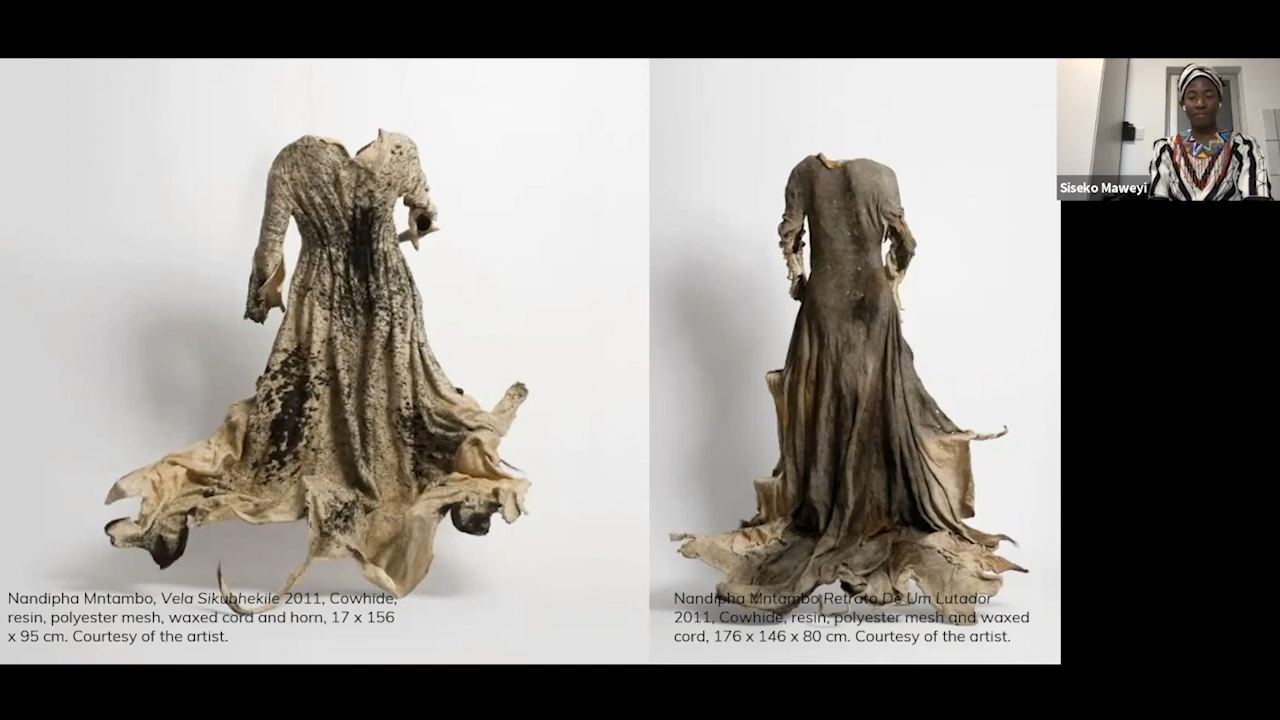 Nandipha Mntambo, Vela Sikubhekile 2011, Cowhide,
resin, polyester mesh, waxed cord and horn, 17 x 156
x 95 cm. Courtesy of the artist.
Nandipha Mntambo Retrato De Um Lutador
2011, Cowhide, resin, polyester mesh and waxed
cord, 176 x 146 x 80 cm. Courtesy of the artist.
Siseko Maweyi